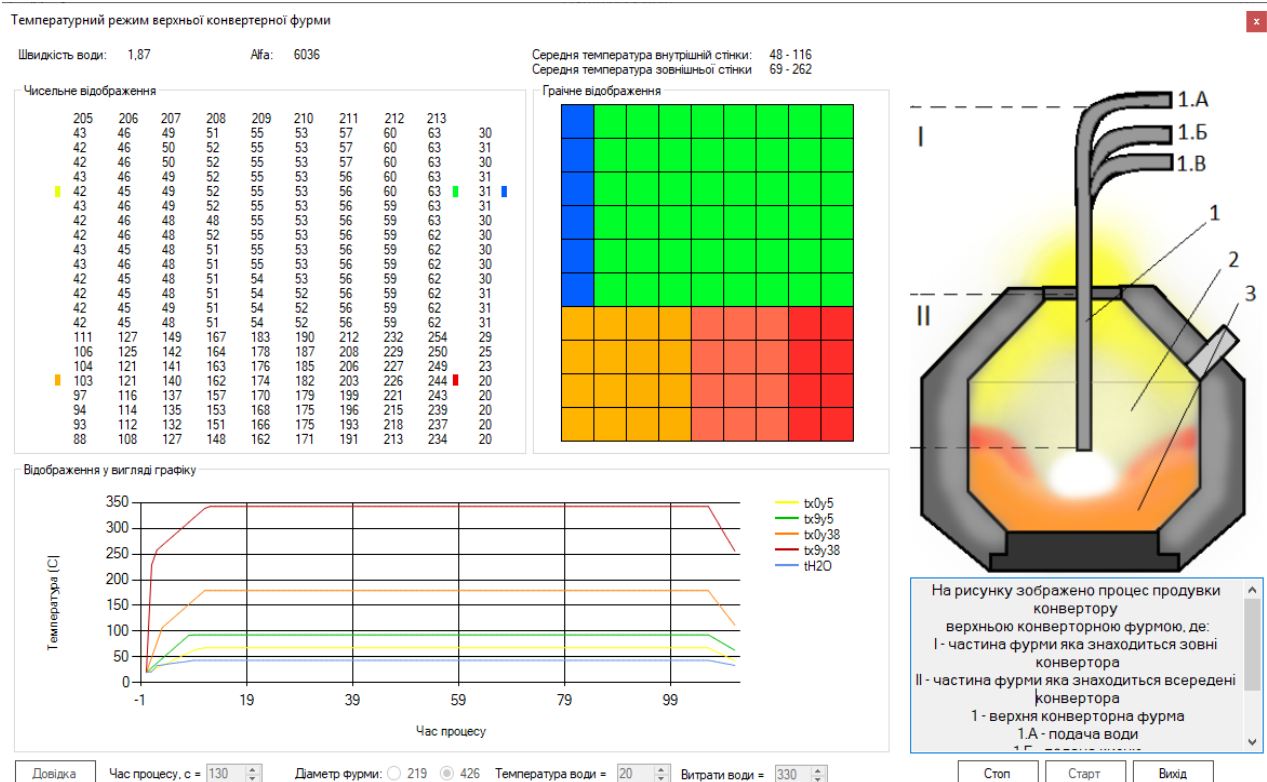 Температурний режим верхньої конвертерної фурми
x
Швидкість води: 1,87 Alfa: 6036 Середня температура внутрішній стінки: 48 - 116
Середня температура зовнішньої стінки 69 - 262
Чисельне відображення
205 206 207 208 209 210 211 212 213
43 46 49 51 55 53 57 60 63 30
42 46 50 52 55 53 57 60 63 31
42 46 50 52 55 53 57 60 63 30
43 46 49 52 55 53 56 60 63 31
42 45 49 52 55 53 56 60 63 31
43 46 49 52 55 53 56 59 63 31
42 46 48 48 55 53 56 59 63 30
42 46 48 52 55 53 56 59 62 30
43 45 48 51 55 53 56 59 62 30
43 46 48 51 55 53 56 59 62 30
42 46 48 51 54 53 56 59 62 30
42 45 48 51 54 52 56 59 62 31
42 45 49 51 54 52 56 59 62 31
42 45 48 51 54 52 56 59 62 31
111 127 149 167 183 190 212 232 254 29
106 125 142 164 178 187 208 229 250 25
104 121 141 163 176 185 206 227 249 23
103 121 140 162 174 182 203 226 244 20
97 116 137 157 170 179 199 221 243 20
94 114 135 153 168 175 196 215 239 20
93 112 132 151 166 175 193 218 237 20
88 108 127 148 162 171 191 213 234 20
Граічне відображення
Відображення у вигляді графіку
Температура (С|
350
300
250
200
150
100
50
0
-1 19 39 59 79 99
Час процесу
tx0y5
tx9y5
tx0y38
tx9y38
tH2O
I
II
1.А
1.Б
1.В
1
2
3
На рисунку зображено процес продувки
конвертору
верхньою конверторною фурмою, де:
I - частина фурми яка знаходиться зовні
конвертора
II - частина фурми яка знаходиться всередені
конвертора
1 - верхня конверторна фурма
1.А - подача води
Довідка Час процесу, с = 130 Діаметр фурми: 219 426 Температура води = 20 Витрати води = 330 Стоп Старт Вихід